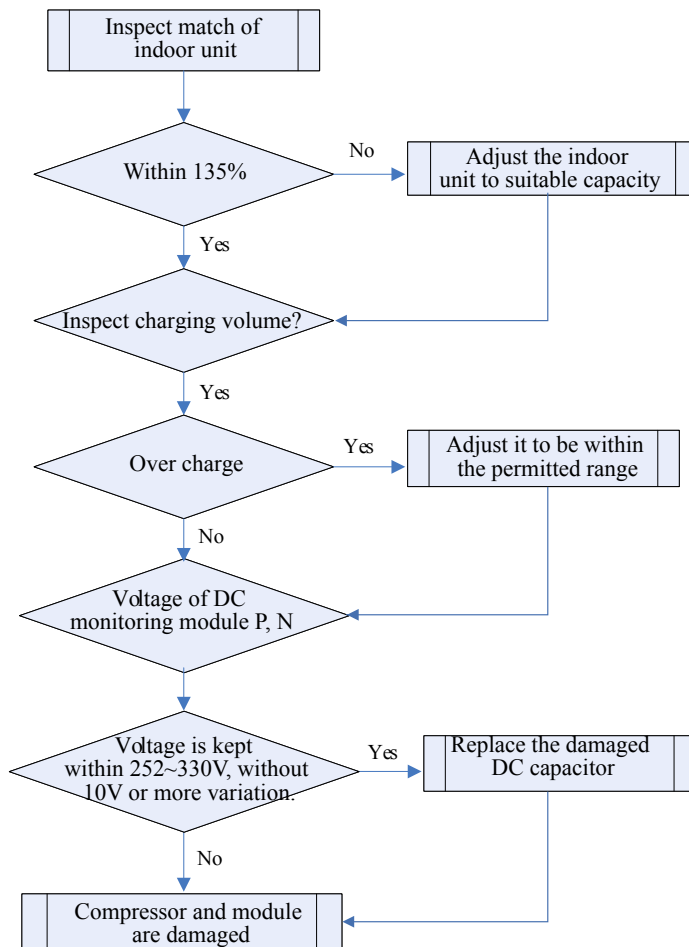 Inspect match of
indoor unit
Within 135%
No
Adjust the indoor
unit to suitable capacity
Yes
Inspect charging volume?
Yes
Over charge
Yes
Adjust it to be within
the permitted range
No
Voltage of DC
monitoring module P, N
Voltage is kept
within 252~330V, without
10V or more variation.
Yes
Replace the damaged
DC capacitor
No
Compressor and module
are damaged